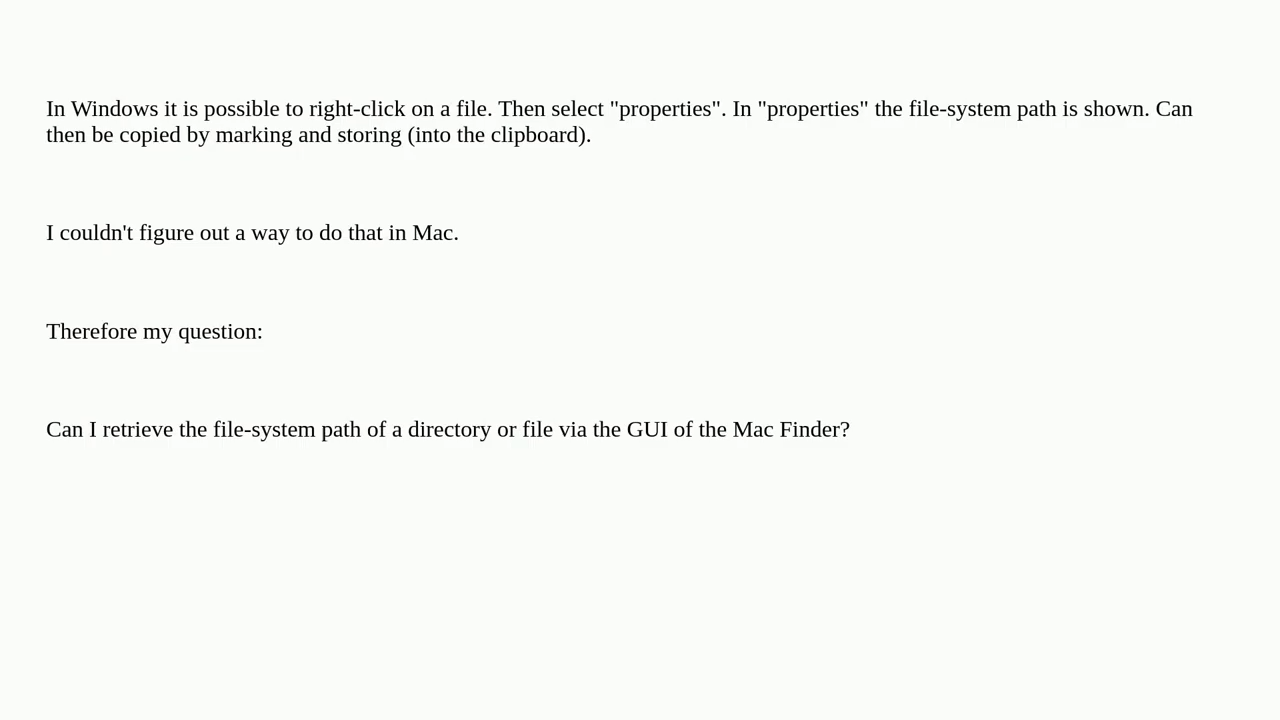 In Windows it is possible to right-click on a file. Then select "properties". In "properties" the file-system path is shown. Can
then be copied by marking and storing (into the clipboard).
I couldn't figure out a way to do that in Mac.
Therefore my question:
Can I retrieve the file-system path of a directory or file via the GUI of the Mac Finder?